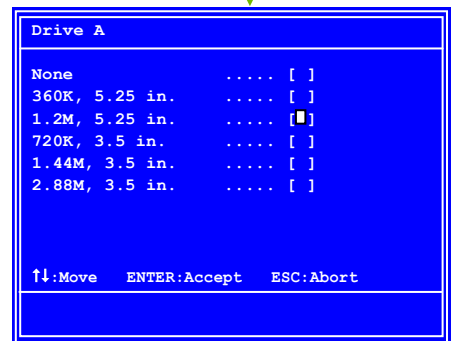 Drive A
None ..... [ ]
360K, 5.25 in. ..... [ ]
1.2M, 5.25 in. ..... [■]
720K, 3.5 in. ..... [ ]
1.44M, 3.5 in. ..... [ ]
2.88M, 3.5 in. ..... [ ]
↑↓:Move ENTER:Accept ESC:Abort